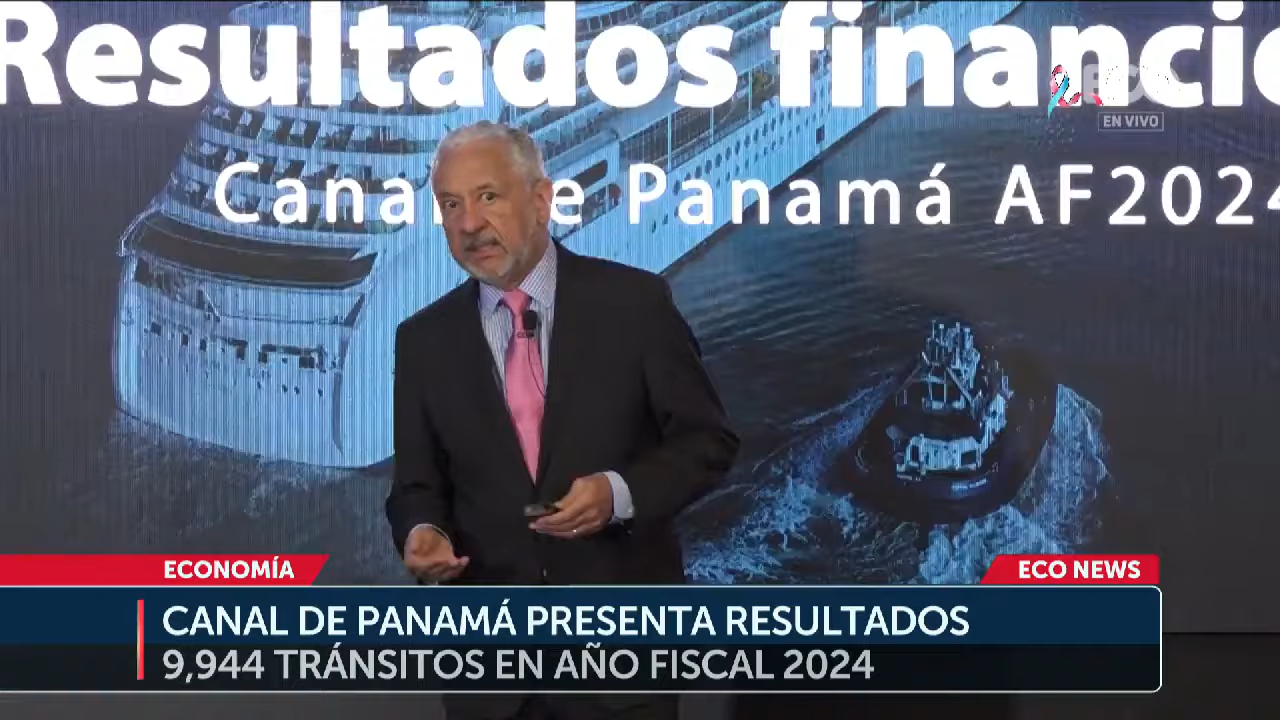 Resultados financie
Canal de Panamá AF2024
ECO
EN VIVO
ECONOMÍA
ECO NEWS
CANAL DE PANAMÁ PRESENTA RESULTADOS
9,944 TRÁNSITOS EN AÑO FISCAL 2024